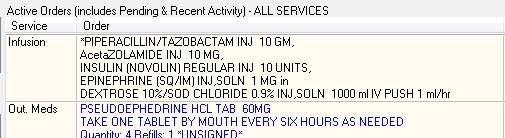 Active Orders (includes Pending & Recent Activity) - ALL SERVICES
Service Order
Infusion *PIPERACILLIN/TAZOBACTAM INJ 10 GM,
AcetaZOLAMIDE INJ 10 MG,
INSULIN (NOVOLIN) REGULAR INJ 10 UNITS,
EPINEPHRINE (SQ/IM) INJ,SOLN 1 MG in
DEXTROSE 10%/SOD CHLORIDE 0.9% INJ,SOLN 1000 ml IV PUSH 1 ml/hr
Out. Meds PSEUDOEPHEDRINE HCL TAB 60MG
TAKE ONE TABLET BY MOUTH EVERY SIX HOURS AS NEEDED
Quantity: 4 Refills: 1 *UNSIGNED*